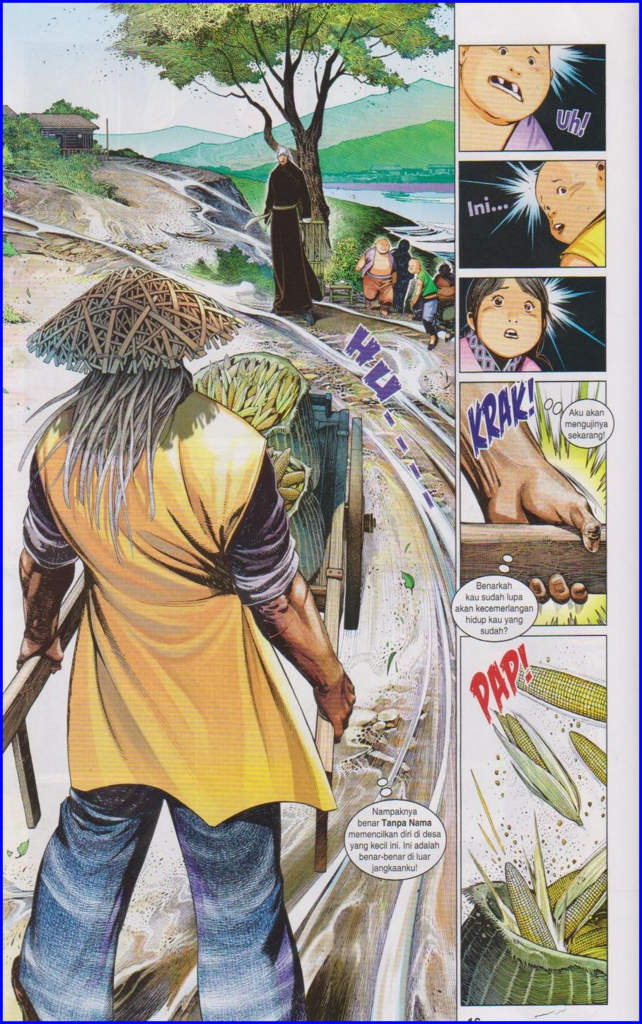 Uh!
Ini...
HU-----
KRAK!
Aku akan
mengujinya
sekarang!
Benarkah
kau sudah lupa
akan kecemerlangan
hidup kau yang
sudah?
PAP!
Nampaknya
benar Tanpa Nama
memencilkan diri di desa
yang kecil ini. Ini adalah
benar-benar di luar
jangkaanku!